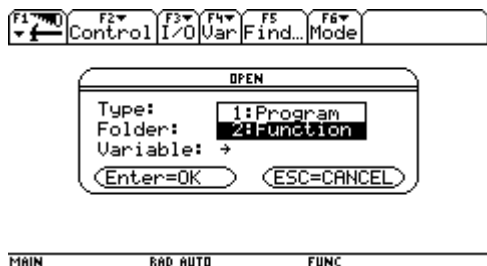 F1 F2 Control F3 I/O F4 Var F5 Find… F6 Mode
OPEN
Type: 1:Program
Folder: 2:Function
Variable: →
Enter=OK ESC=CANCEL
MAIN RAD AUTO FUNC